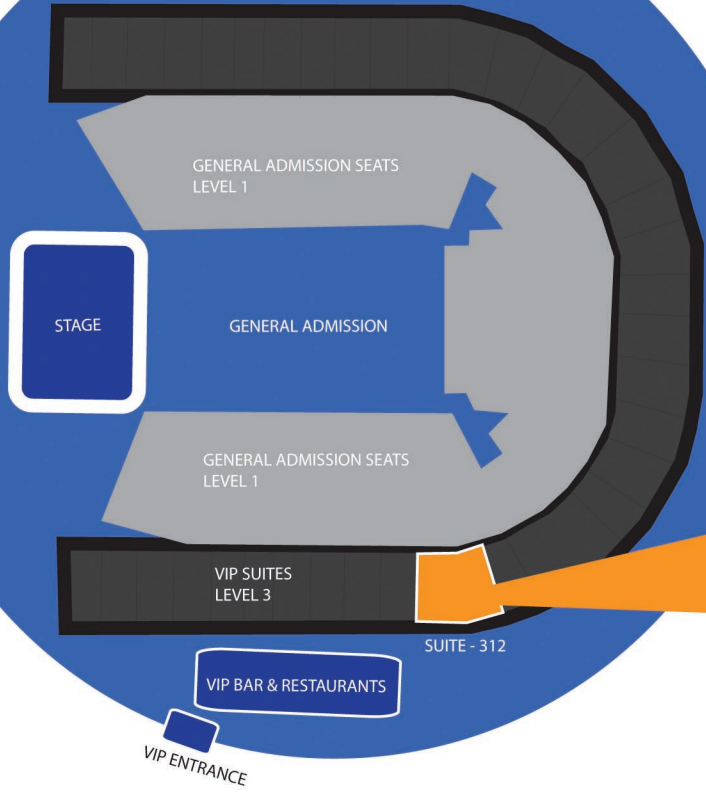 GENERAL ADMISSION SEATS
LEVEL 1
STAGE
GENERAL ADMISSION
GENERAL ADMISSION SEATS
LEVEL 1
VIP SUITES
LEVEL 3
SUITE - 312
VIP BAR & RESTAURANTS
VIP ENTRANCE